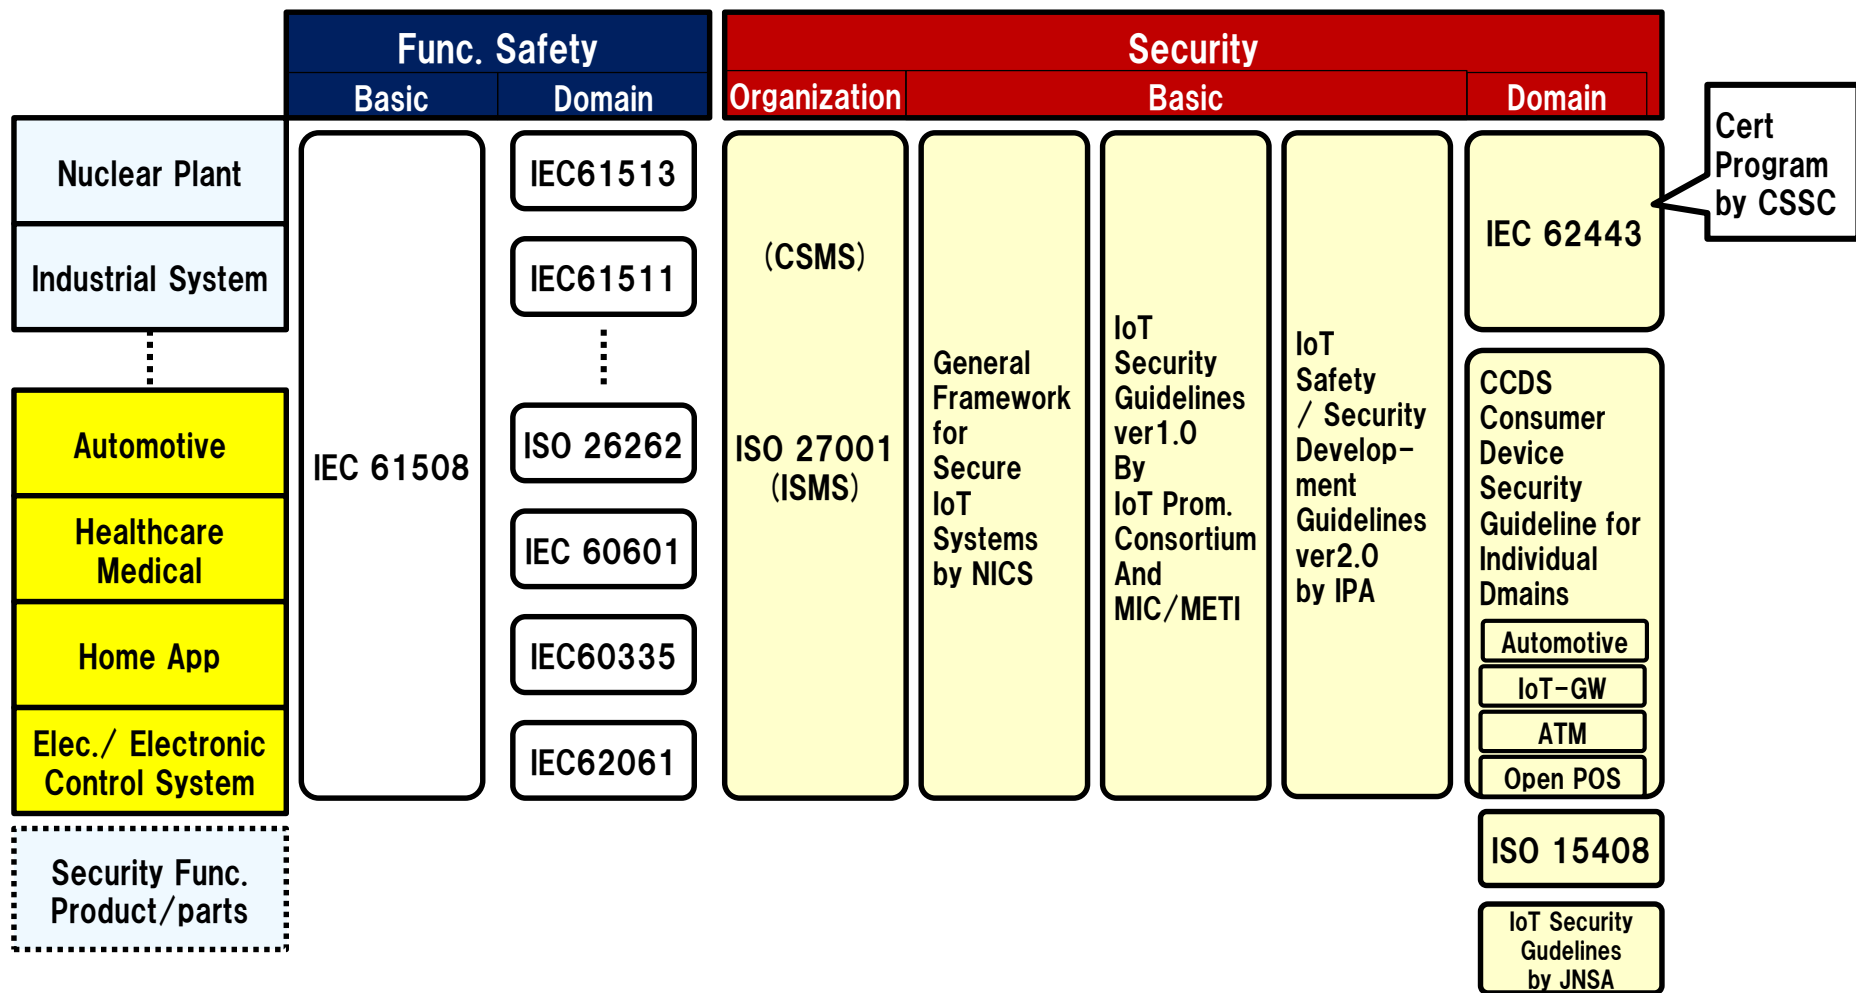 Func. Safety
Security
Basic
Domain
Organization
Basic
Domain
Cert
Program
by CSSC
Nuclear Plant
Industrial System
Automotive
Healthcare
Medical
Home App
Elec./ Electronic
Control System
Security Func.
Product/parts
IEC 61508
IEC61513
IEC61511
ISO 26262
IEC 60601
IEC60335
IEC62061
(CSMS)
ISO 27001
(ISMS)
General
Framework
for
Secure
IoT
Systems
by NICS
IoT
Security
Guidelines
ver1.0
By
IoT Prom.
Consortium
And
MIC/METI
IoT
Safety
/ Security
Develop-
ment
Guidelines
ver2.0
by IPA
IEC 62443
CCDS
Consumer
Device
Security
Guideline for
Individual
Dmains
Automotive
IoT-GW
ATM
Open POS
ISO 15408
IoT Security
Gudelines
by JNSA